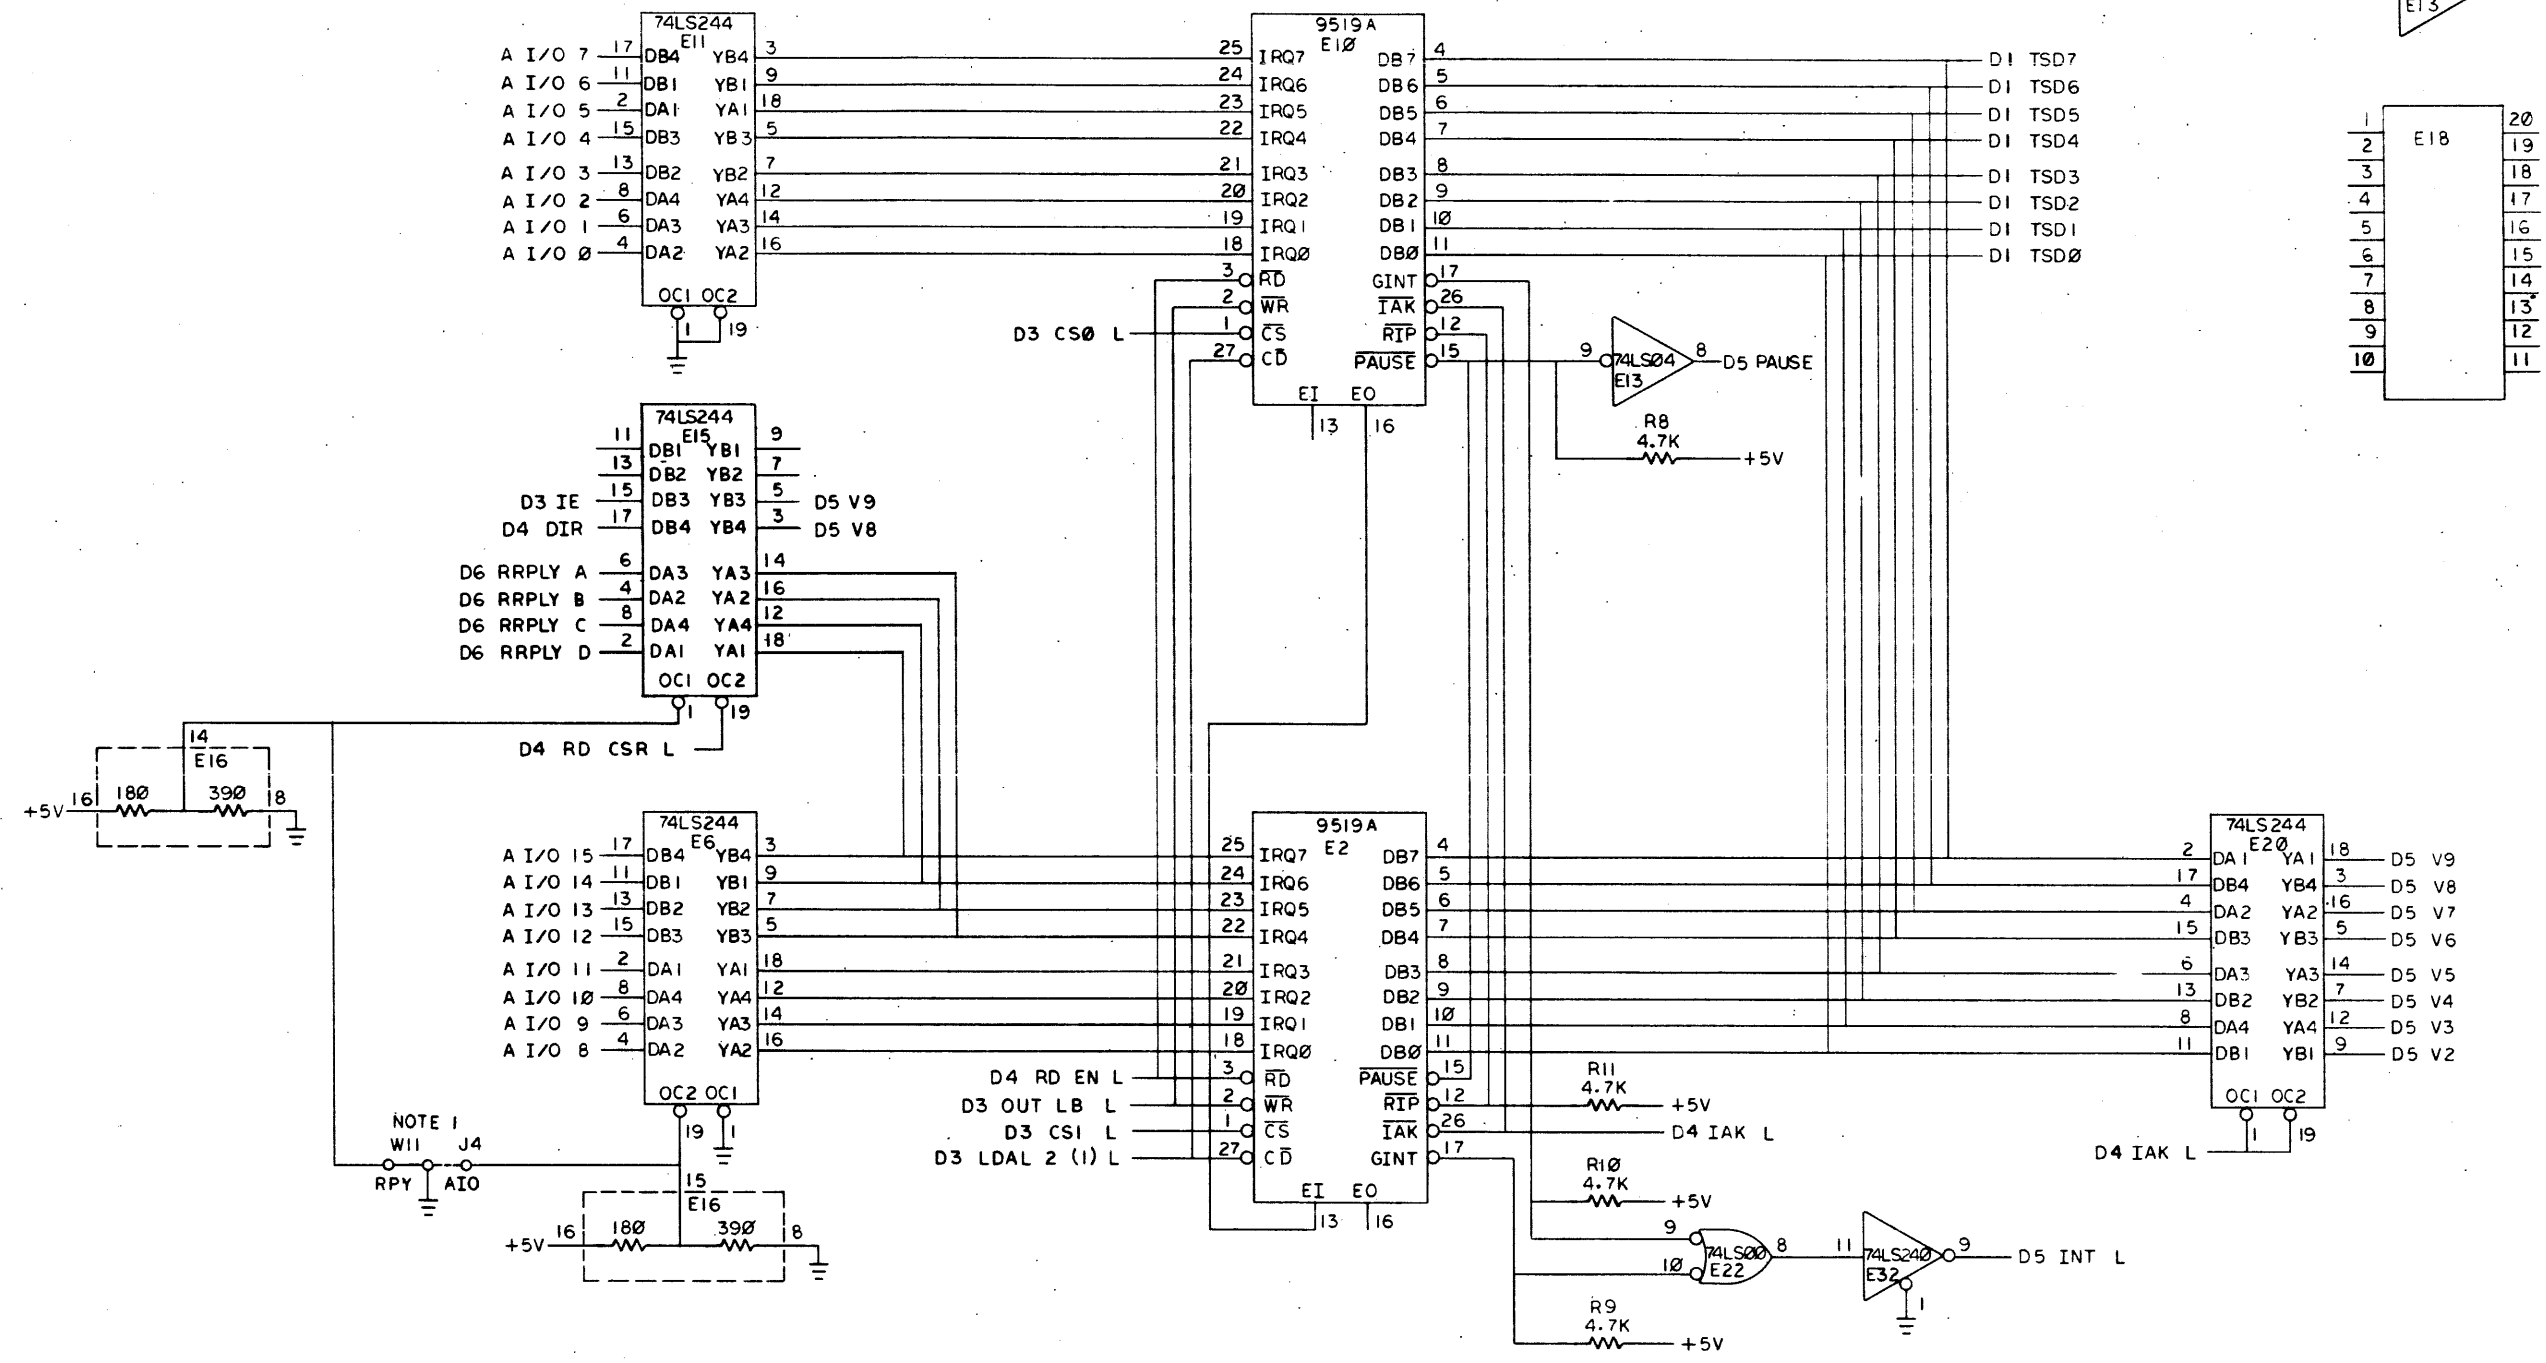 E13
74LS244
E11
A I/O 7 17 DB4 YB4 3
A I/O 6 11 DB1 YB1 9
A I/O 5 2 DA1 YA1 18
A I/O 4 15 DB3 YB3 5
A I/O 3 13 DB2 YB2 7
A I/O 2 8 DA4 YA4 12
A I/O 1 6 DA3 YA3 14
A I/O Ø 4 DA2 YA2 16
OC1 OC2
1 19
9519A
E1Ø
25 IRQ7 DB7 4 D1 TSD7
24 IRQ6 DB6 5 D1 TSD6
23 IRQ5 DB5 6 D1 TSD5
22 IRQ4 DB4 7 D1 TSD4
21 IRQ3 DB3 8 D1 TSD3
2Ø IRQ2 DB2 9 D1 TSD2
19 IRQ1 DB1 1Ø D1 TSD1
18 IRQØ DBØ 11 D1 TSDØ
3 RD GINT 17
2 WR IAK 26
D3 CSØ L 1 CS RIP 12
27 CD PAUSE 15
EI EO
13 16
9 74LSØ4 8 D5 PAUSE
E13
R8
4.7K
+5V
E18
1 20
2 19
3 18
4 17
5 16
6 15
7 14
8 13
9 12
1Ø 11
74LS244
E15
11 DB1 YB1 9
13 DB2 YB2 7
D3 IE 15 DB3 YB3 5 D5 V9
D4 DIR 17 DB4 YB4 3 D5 V8
D6 RRPLY A 6 DA3 YA3 14
D6 RRPLY B 4 DA2 YA2 16
D6 RRPLY C 8 DA4 YA4 12
D6 RRPLY D 2 DA1 YA1 18
OC1 OC2
1 19
D4 RD CSR L
14
E16
+5V 16 18Ø 39Ø 8
74LS244
E6
A I/O 15 17 DB4 YB4 3
A I/O 14 11 DB1 YB1 9
A I/O 13 13 DB2 YB2 7
A I/O 12 15 DB3 YB3 5
A I/O 11 2 DA1 YA1 18
A I/O 1Ø 8 DA4 YA4 12
A I/O 9 6 DA3 YA3 14
A I/O 8 4 DA2 YA2 16
OC2 OC1
19 1
NOTE 1
W11 J4
RPY AIO
15
E16
+5V 16 18Ø 39Ø 8
9519A
E2
25 IRQ7 DB7 4
24 IRQ6 DB6 5
23 IRQ5 DB5 6
22 IRQ4 DB4 7
21 IRQ3 DB3 8
2Ø IRQ2 DB2 9
19 IRQ1 DB1 1Ø
18 IRQØ DBØ 11
D4 RD EN L 3 RD PAUSE 15
D3 OUT LB L 2 WR RIP 12
D3 CS1 L 1 CS IAK 26 D4 IAK L
D3 LDAL 2 (1) L 27 CD GINT 17
EI EO
13 16
R11
4.7K
+5V
R1Ø
4.7K
+5V
9 74LSØØ 8
1Ø E22
11 74LS24Ø 9 D5 INT L
E32
1
R9
4.7K
+5V
74LS244
E2Ø
2 DA1 YA1 18 D5 V9
17 DB4 YB4 3 D5 V8
4 DA2 YA2 16 D5 V7
15 DB3 YB3 5 D5 V6
6 DA3 YA3 14 D5 V5
13 DB2 YB2 7 D5 V4
8 DA4 YA4 12 D5 V3
11 DB1 YB1 9 D5 V2
OC1 OC2
1 19
D4 IAK L